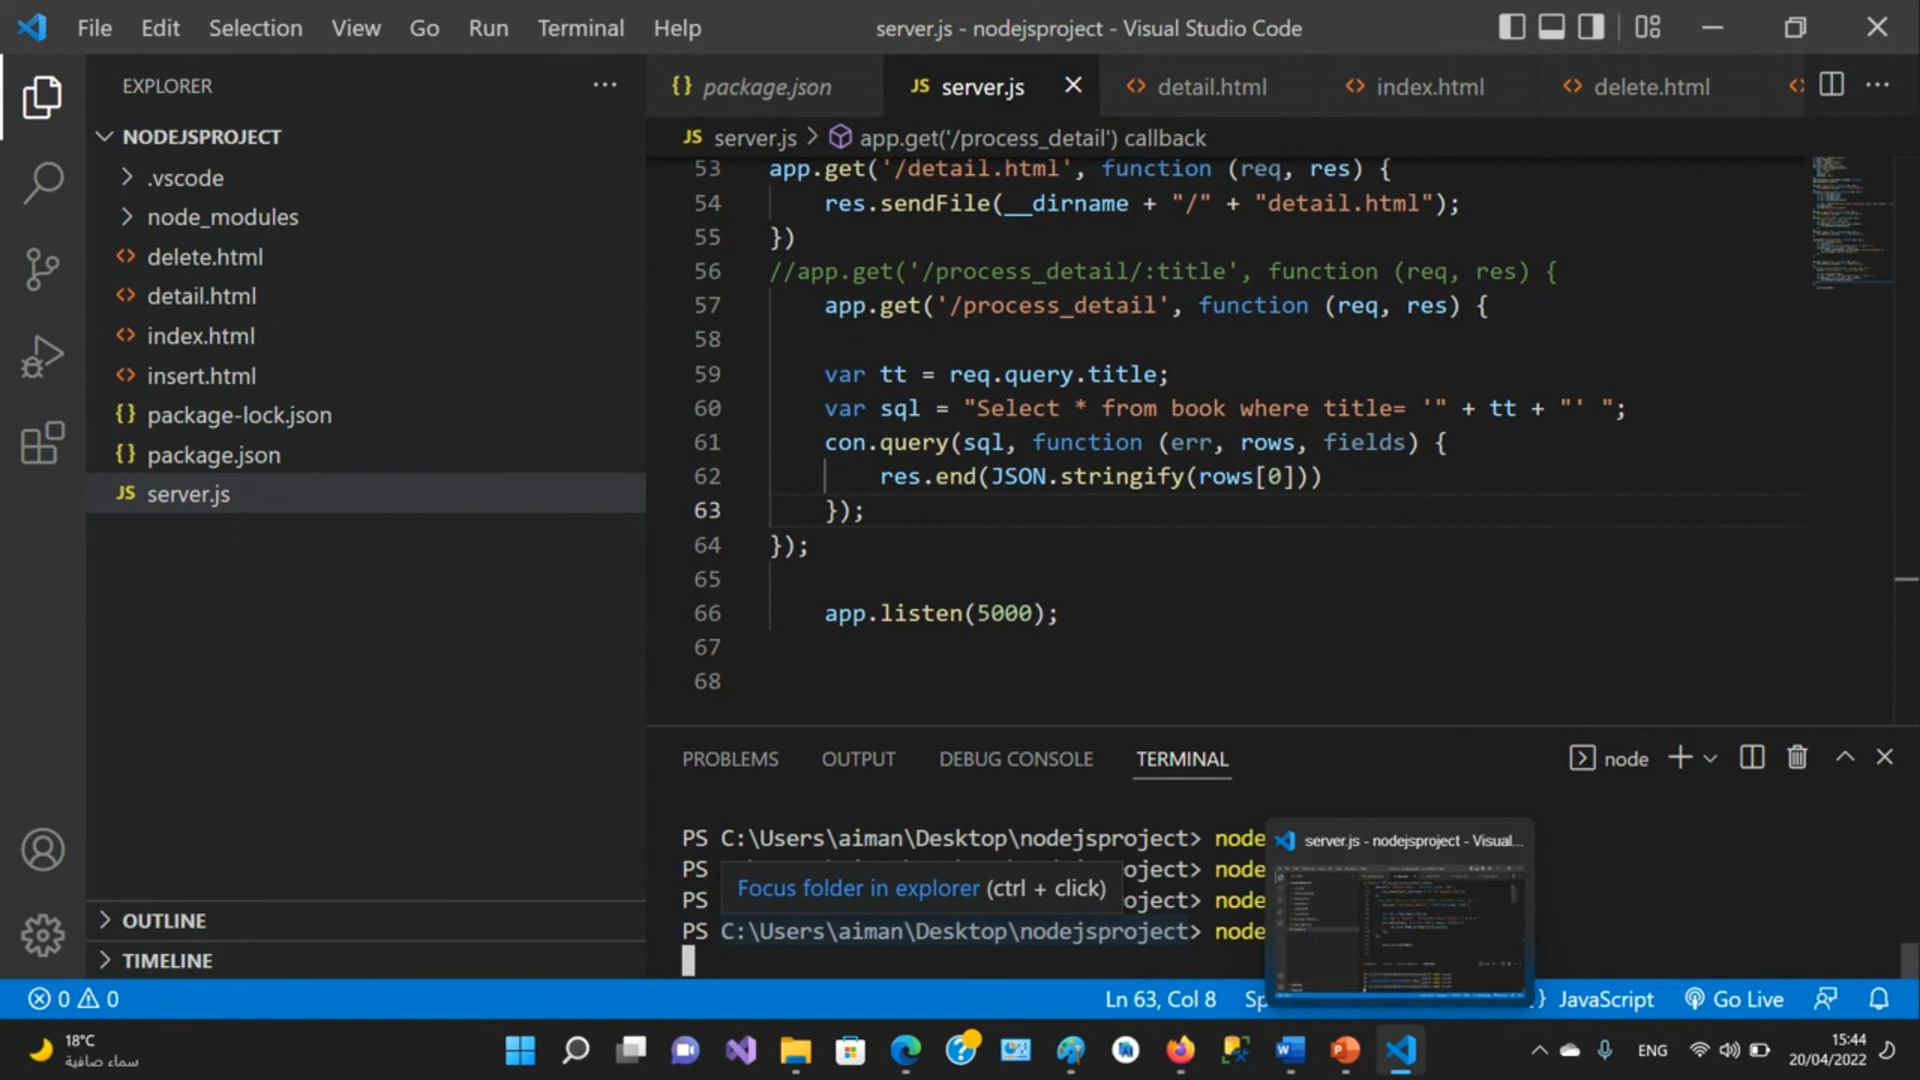 File Edit Selection View Go Run Terminal Help
server.js - nodejsproject - Visual Studio Code
EXPLORER
NODEJSPROJECT
.vscode
node_modules
delete.html
detail.html
index.html
insert.html
package-lock.json
package.json
server.js
OUTLINE
TIMELINE
package.json
JS server.js
detail.html
index.html
delete.html
JS server.js > app.get('/process_detail') callback
53 app.get('/detail.html', function (req, res) {
54 res.sendFile(__dirname + "/" + "detail.html");
55 })
56 //app.get('/process_detail/:title', function (req, res) {
57 app.get('/process_detail', function (req, res) {
58
59 var tt = req.query.title;
60 var sql = "Select * from book where title= '" + tt + "' ";
61 con.query(sql, function (err, rows, fields) {
62 res.end(JSON.stringify(rows[0]))
63 });
64 });
65
66 app.listen(5000);
67
68
PROBLEMS OUTPUT DEBUG CONSOLE TERMINAL
node
PS C:\Users\aiman\Desktop\nodejsproject> node
PS > node
Focus folder in explorer (ctrl + click)
PS > node
PS C:\Users\aiman\Desktop\nodejsproject> node
server.js - nodejsproject - Visual...
0 0
Ln 63, Col 8
Sp
JavaScript
Go Live
18°C
سماء صافية
ENG
15:44
20/04/2022